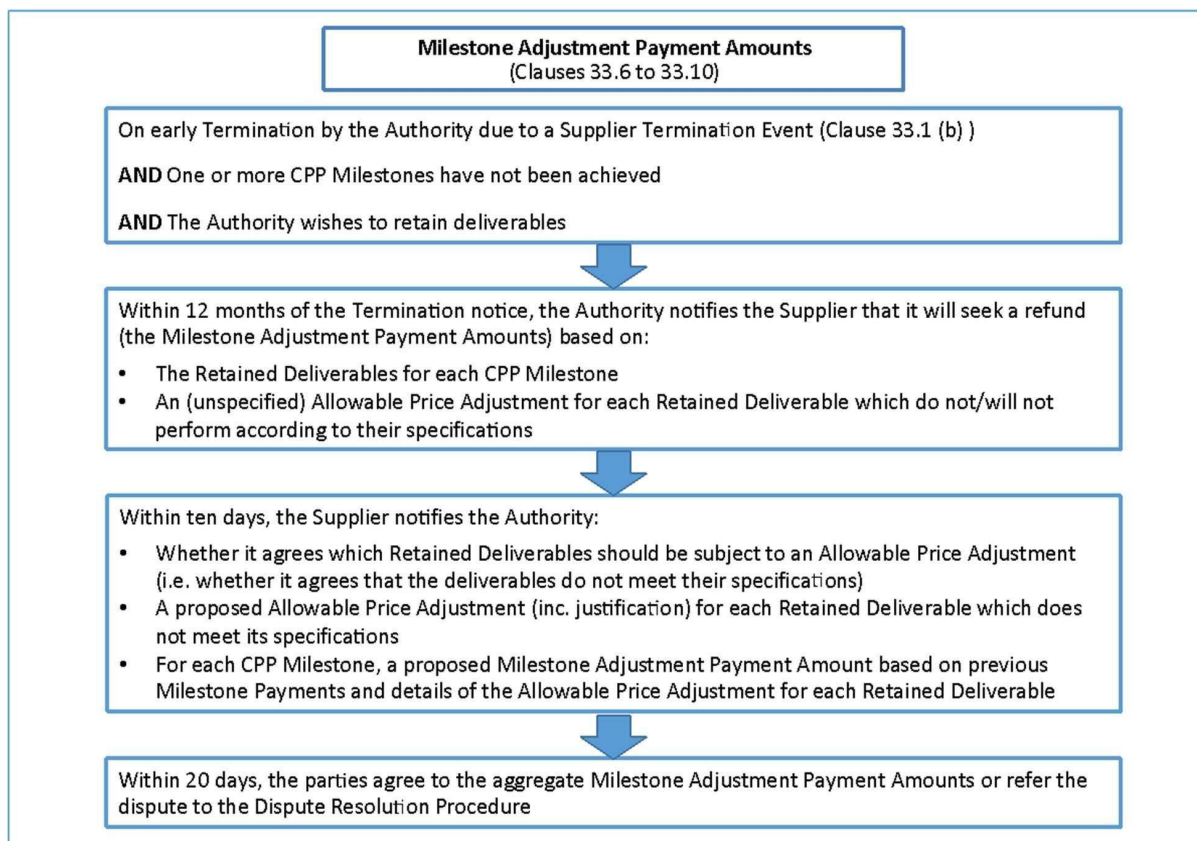 Milestone Adjustment Payment Amounts
(Clauses 33.6 to 33.10)
On early Termination by the Authority due to a Supplier Termination Event (Clause 33.1 (b) )
AND One or more CPP Milestones have not been achieved
AND The Authority wishes to retain deliverables
Within 12 months of the Termination notice, the Authority notifies the Supplier that it will seek a refund
(the Milestone Adjustment Payment Amounts) based on:
• The Retained Deliverables for each CPP Milestone
• An (unspecified) Allowable Price Adjustment for each Retained Deliverable which do not/will not
perform according to their specifications
Within ten days, the Supplier notifies the Authority:
• Whether it agrees which Retained Deliverables should be subject to an Allowable Price Adjustment
(i.e. whether it agrees that the deliverables do not meet their specifications)
• A proposed Allowable Price Adjustment (inc. justification) for each Retained Deliverable which does
not meet its specifications
• For each CPP Milestone, a proposed Milestone Adjustment Payment Amount based on previous
Milestone Payments and details of the Allowable Price Adjustment for each Retained Deliverable
Within 20 days, the parties agree to the aggregate Milestone Adjustment Payment Amounts or refer the
dispute to the Dispute Resolution Procedure